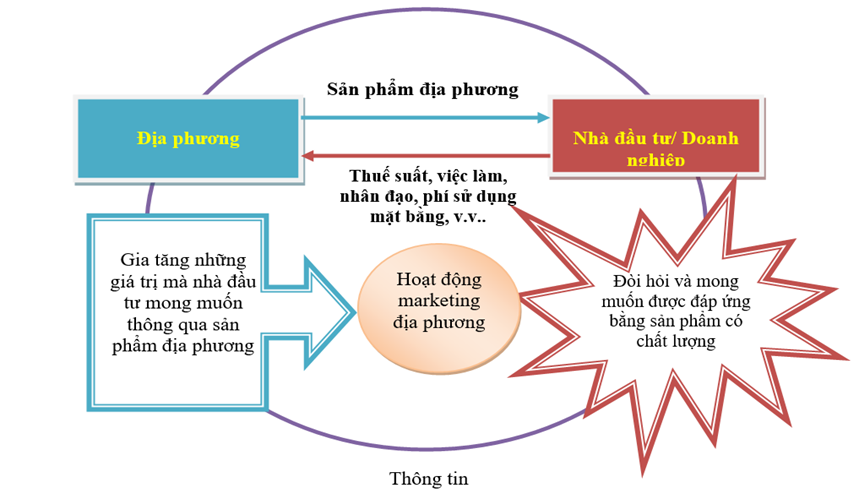 Sản phẩm địa phương
Địa phương
Nhà đầu tư/ Doanh
nghiệp
Thuế suất, việc làm,
nhân đạo, phí sử dụng
mặt bằng, v.v..
Gia tăng những
giá trị mà nhà đầu
tư mong muốn
thông qua sản
phẩm địa phương
Hoạt động
marketing
địa phương
Đòi hỏi và mong
muốn được đáp ứng
bằng sản phẩm có
chất lượng
Thông tin